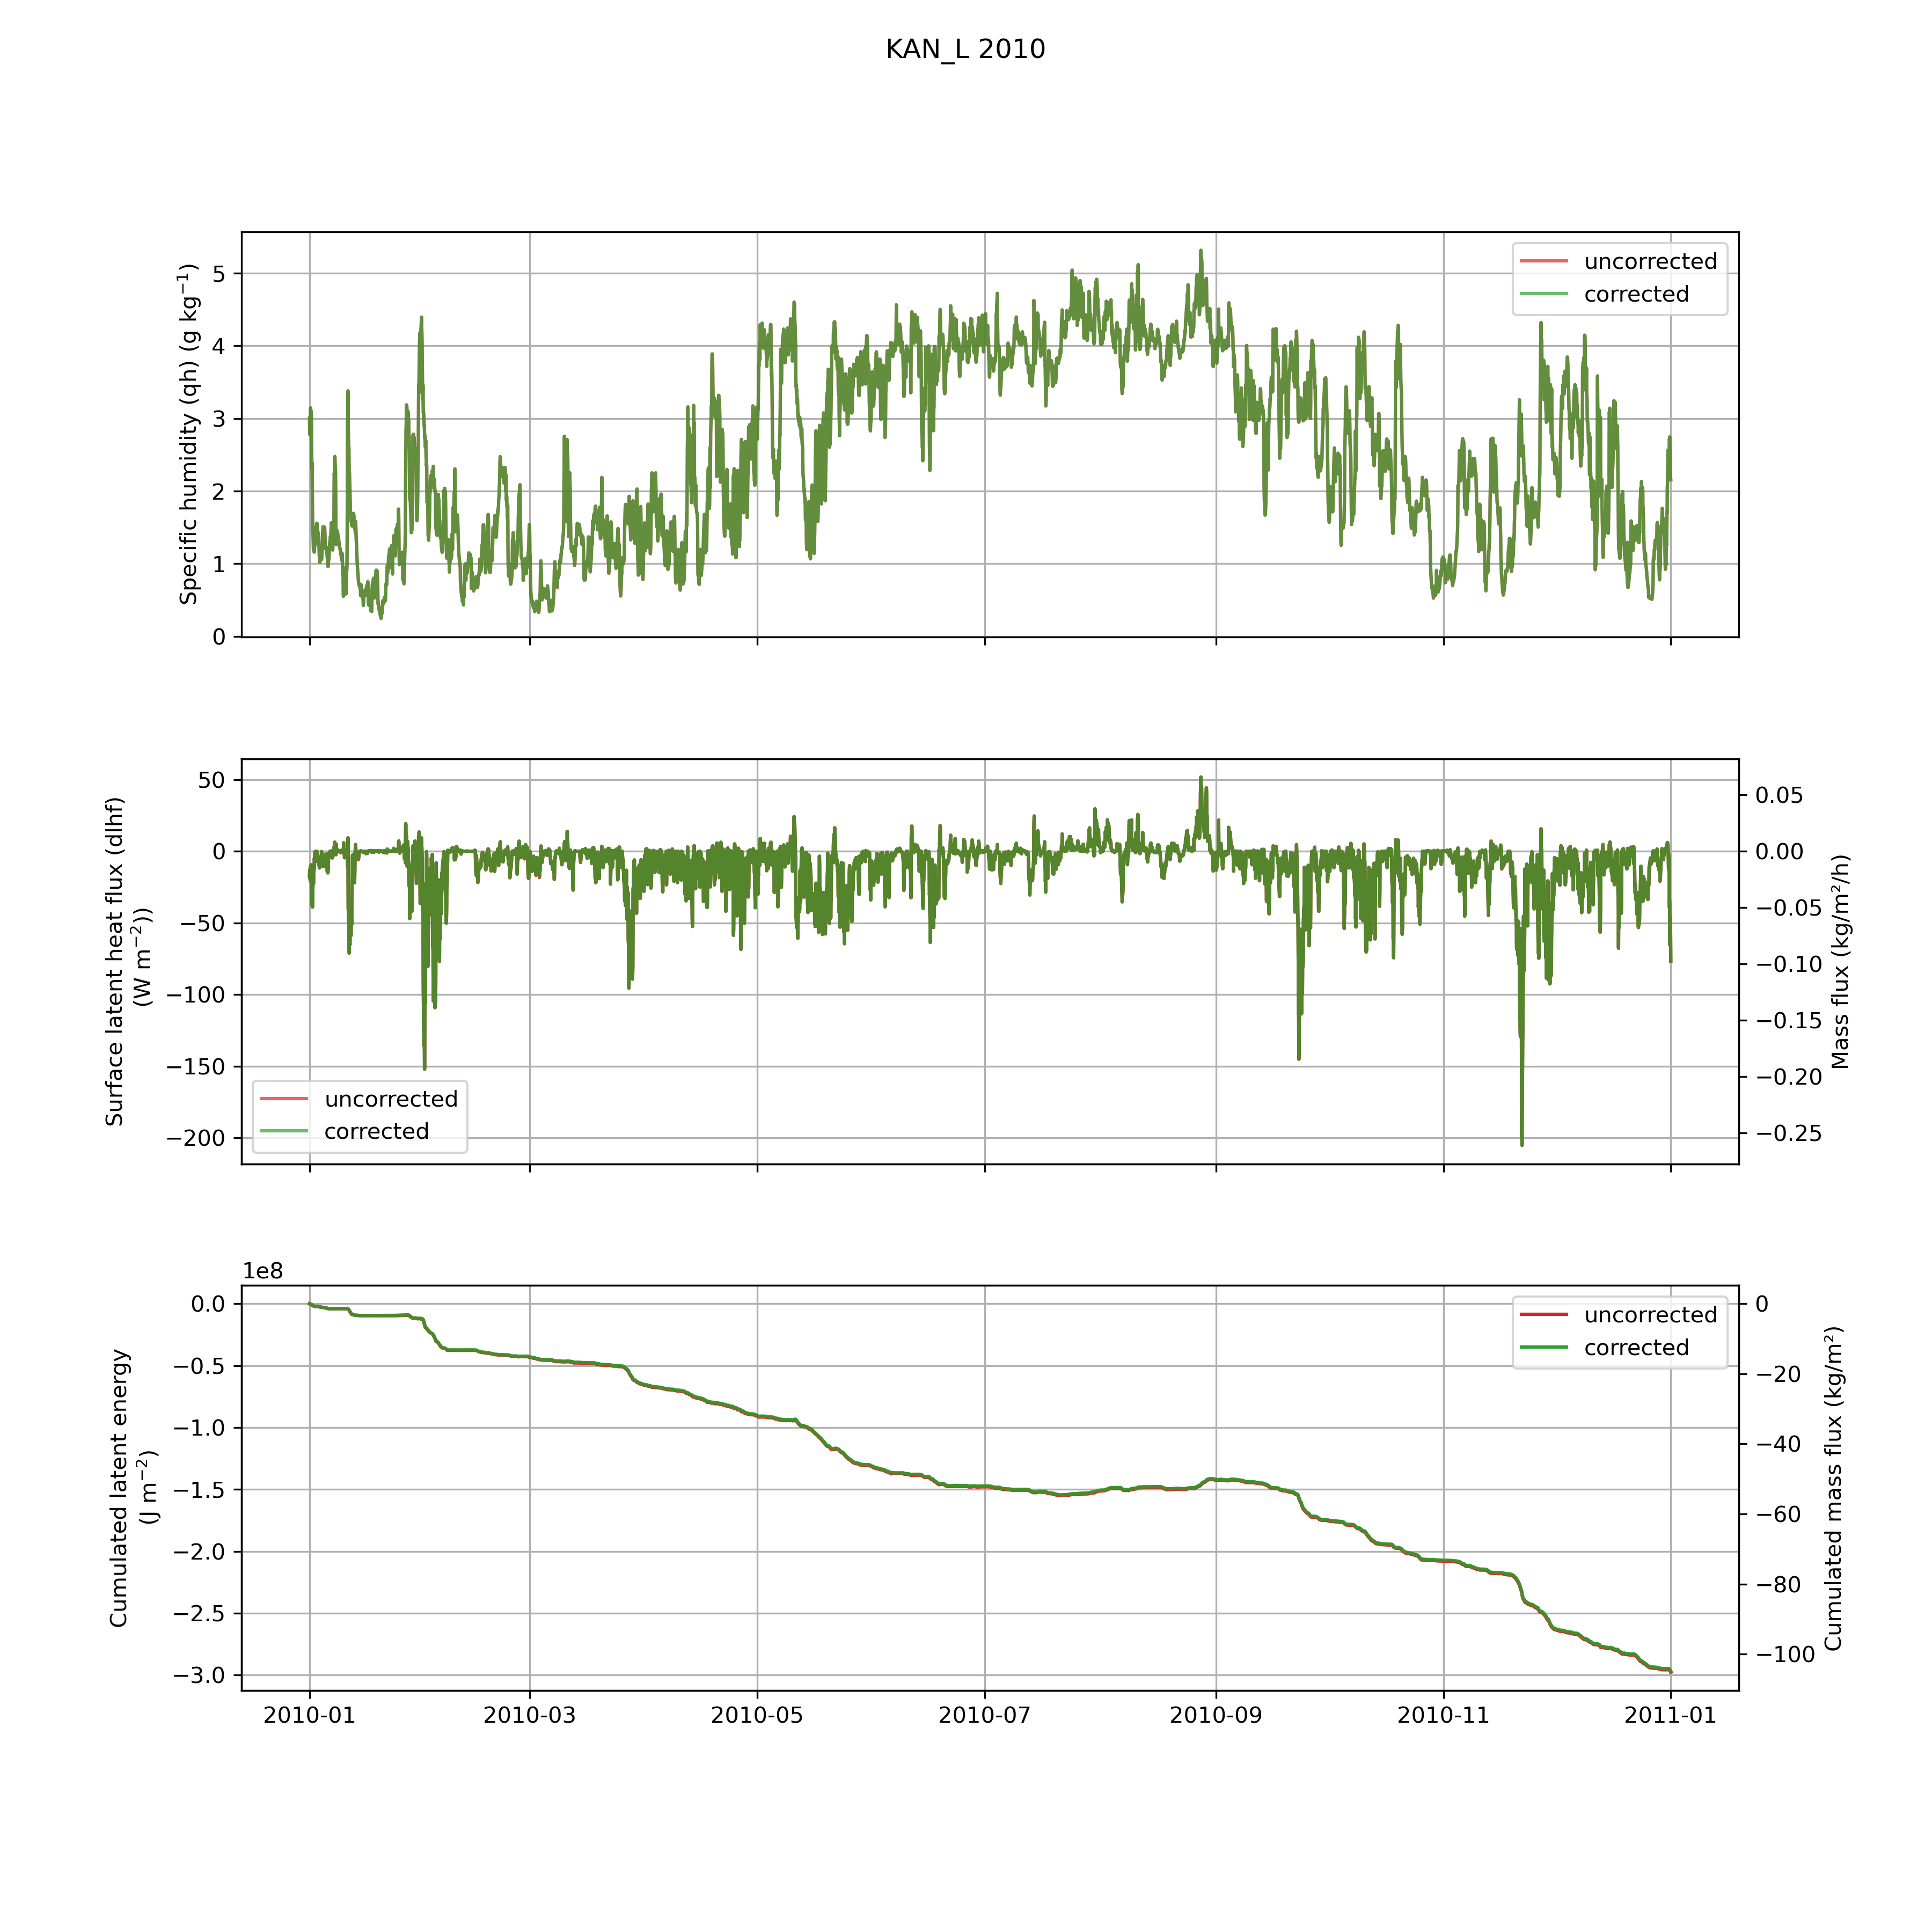 KAN_L 2010
Specific humidity (qh) (g kg⁻¹)
5
4
3
2
1
0
uncorrected
corrected
Surface latent heat flux (dlhf)
(W m⁻²))
50
0
−50
−100
−150
−200
uncorrected
corrected
0.05
0.00
−0.05
−0.10
−0.15
−0.20
−0.25
Mass flux (kg/m²/h)
1e8
Cumulated latent energy
(J m⁻²)
0.0
−0.5
−1.0
−1.5
−2.0
−2.5
−3.0
uncorrected
corrected
0
−20
−40
−60
−80
−100
Cumulated mass flux (kg/m²)
2010-01 2010-03 2010-05 2010-07 2010-09 2010-11 2011-01